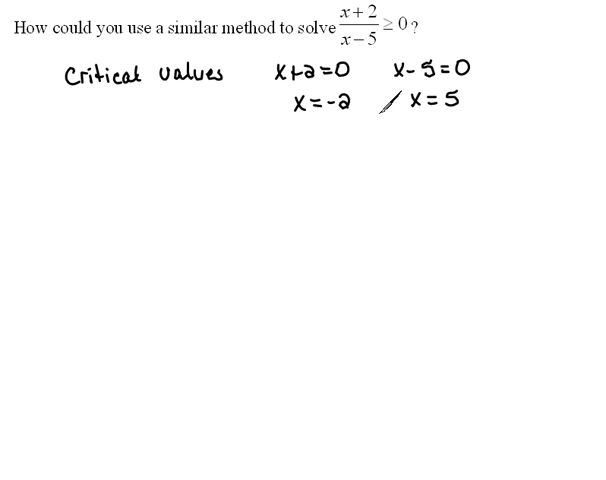 How could you use a similar method to solve (x+2)/(x−5) ≥ 0?
Critical values x+2=0 x-5=0
x=-2 / x=5